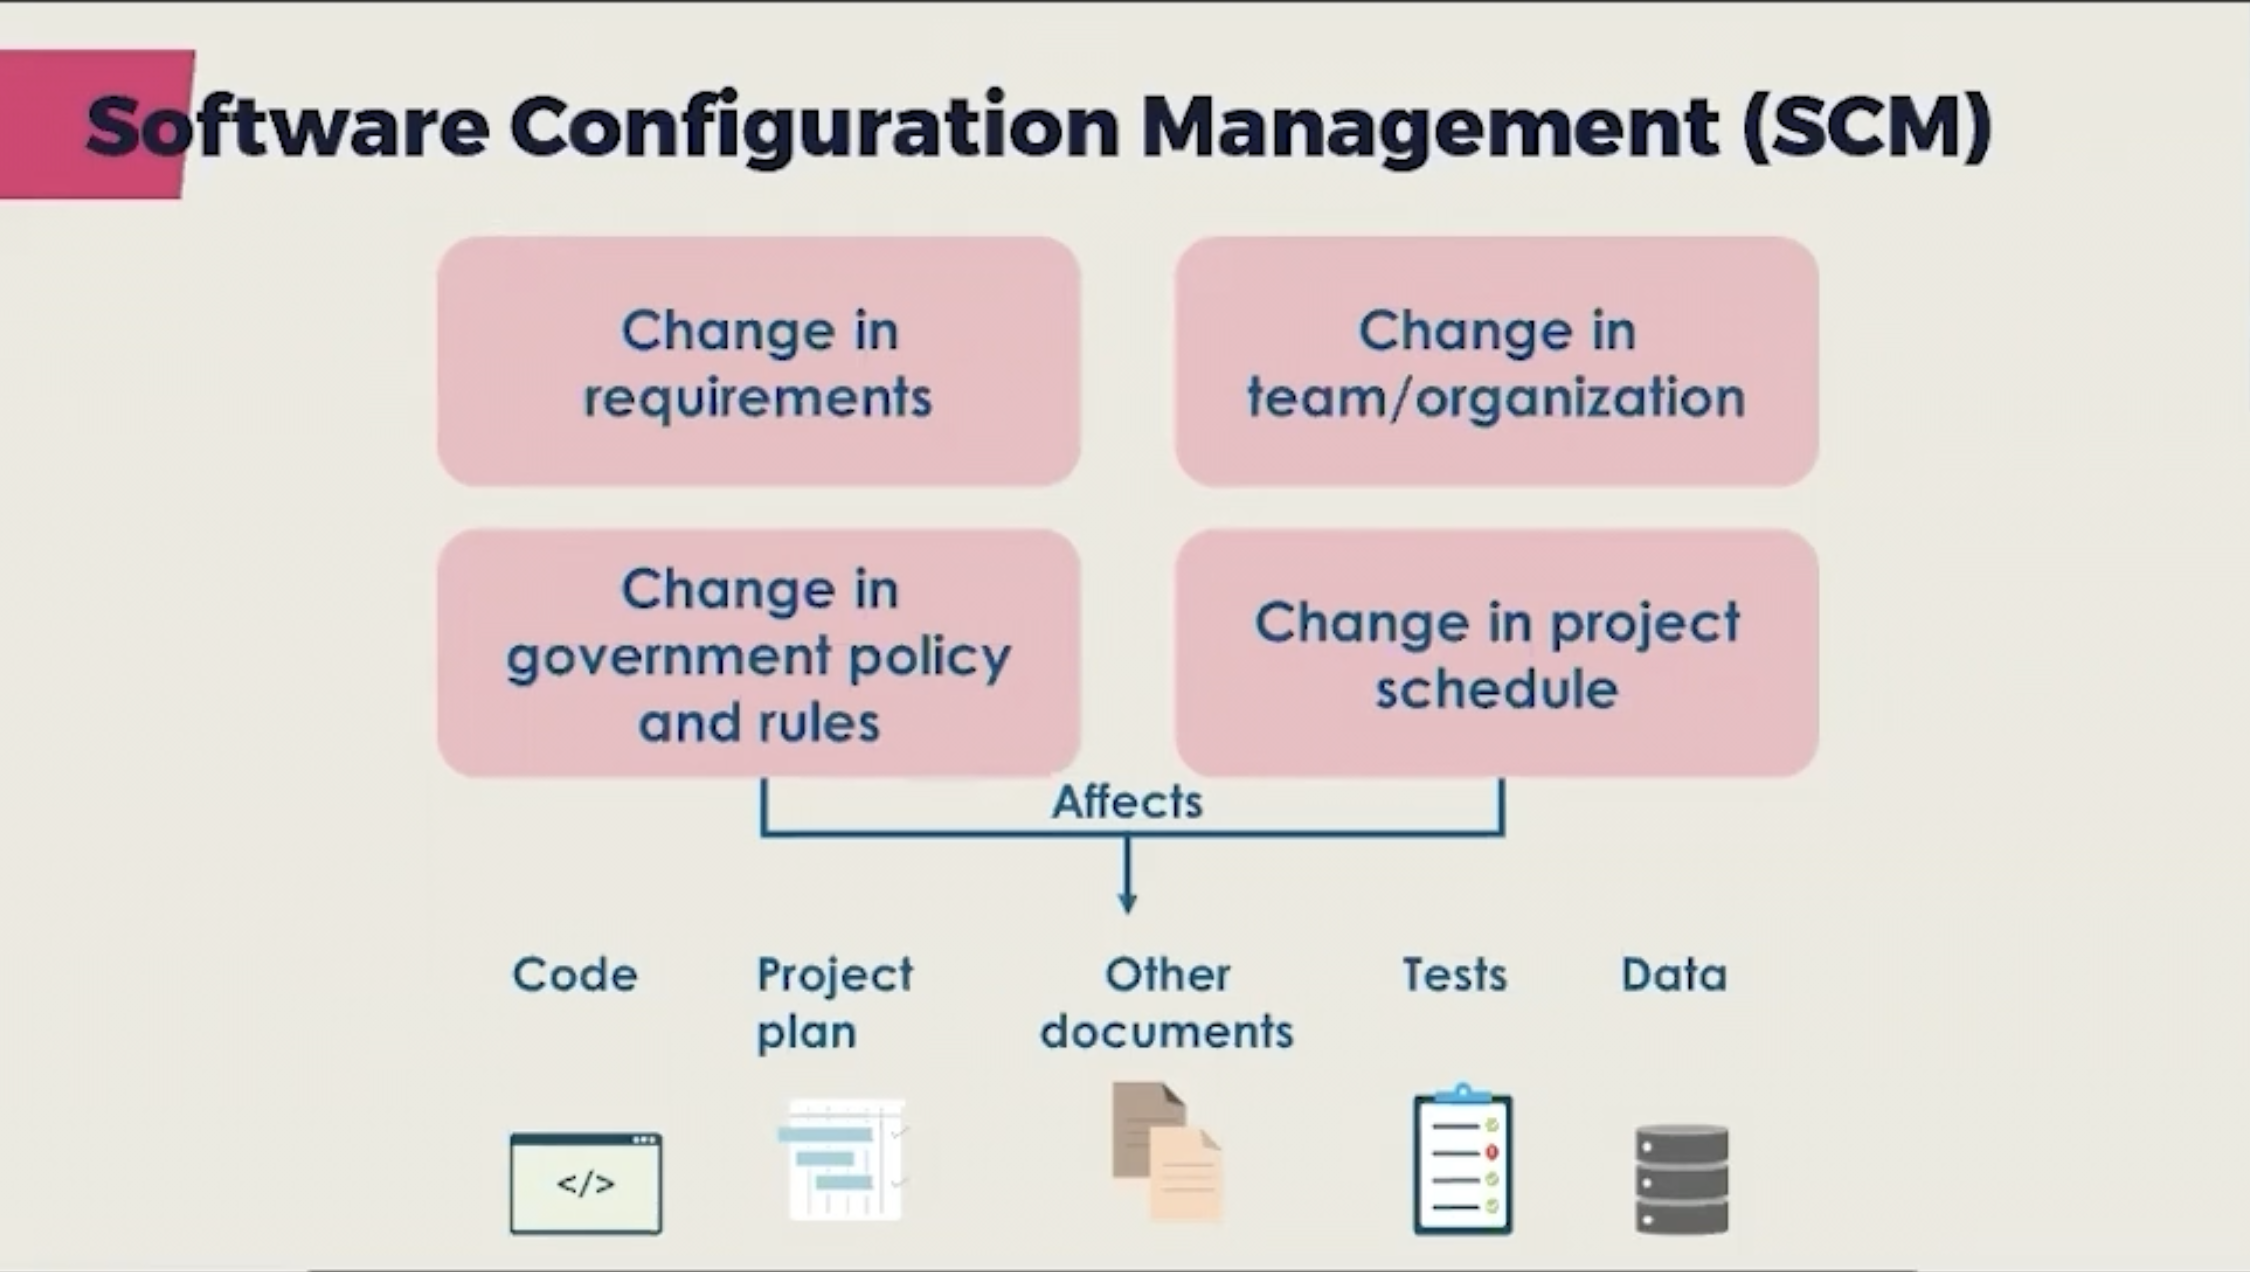 Software Configuration Management (SCM)
Change in
requirements
Change in
team/organization
Change in
government policy
and rules
Change in project
schedule
Affects
Code
Project
plan
Other
documents
Tests
Data
</>